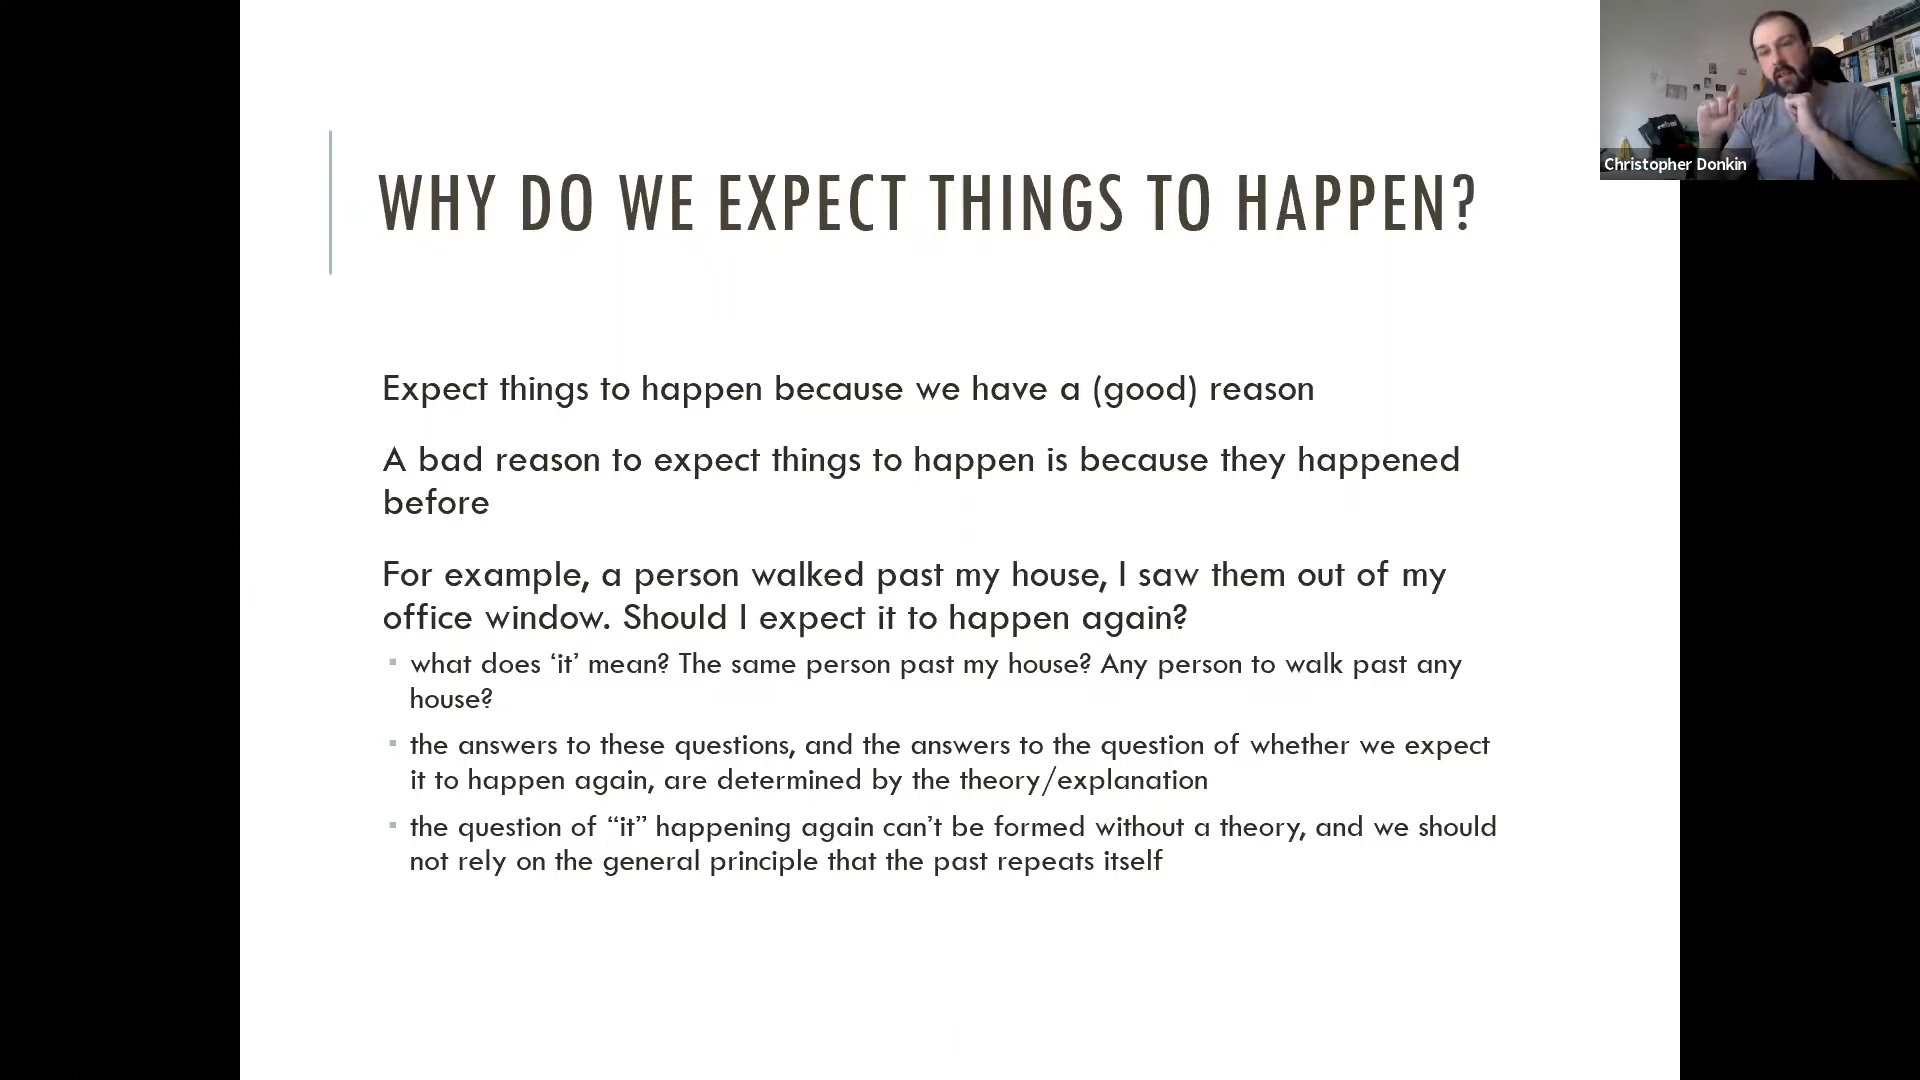 WHY DO WE EXPECT THINGS TO HAPPEN?
Christopher Donkin
Expect things to happen because we have a (good) reason
A bad reason to expect things to happen is because they happened
before
For example, a person walked past my house, I saw them out of my
office window. Should I expect it to happen again?
▪ what does ‘it’ mean? The same person past my house? Any person to walk past any
house?
▪ the answers to these questions, and the answers to the question of whether we expect
it to happen again, are determined by the theory/explanation
▪ the question of “it” happening again can’t be formed without a theory, and we should
not rely on the general principle that the past repeats itself